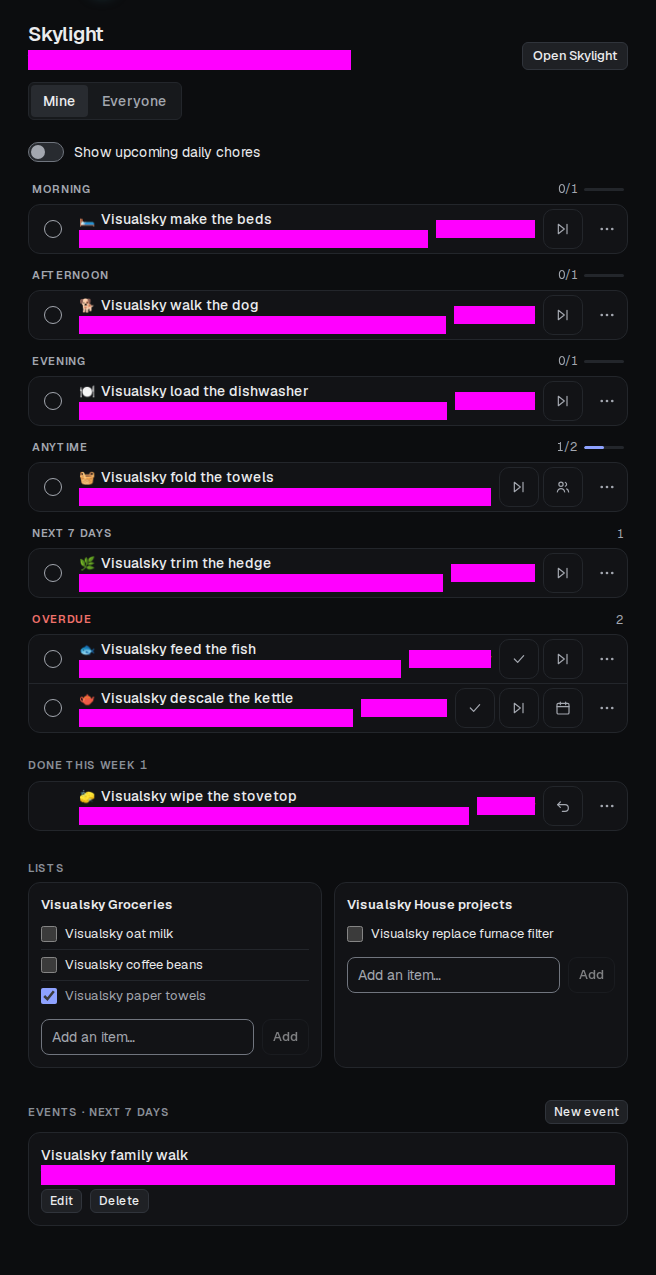 Skylight
Open Skylight
Mine Everyone
Show upcoming daily chores
MORNING 0/1
Visualsky make the beds
AFTERNOON 0/1
Visualsky walk the dog
EVENING 0/1
Visualsky load the dishwasher
ANYTIME 1/2
Visualsky fold the towels
NEXT 7 DAYS 1
Visualsky trim the hedge
OVERDUE 2
Visualsky feed the fish
Visualsky descale the kettle
DONE THIS WEEK 1
Visualsky wipe the stovetop
LISTS
Visualsky Groceries
Visualsky oat milk
Visualsky coffee beans
Visualsky paper towels
Add an item... Add
Visualsky House projects
Visualsky replace furnace filter
Add an item... Add
EVENTS · NEXT 7 DAYS
New event
Visualsky family walk
Edit Delete